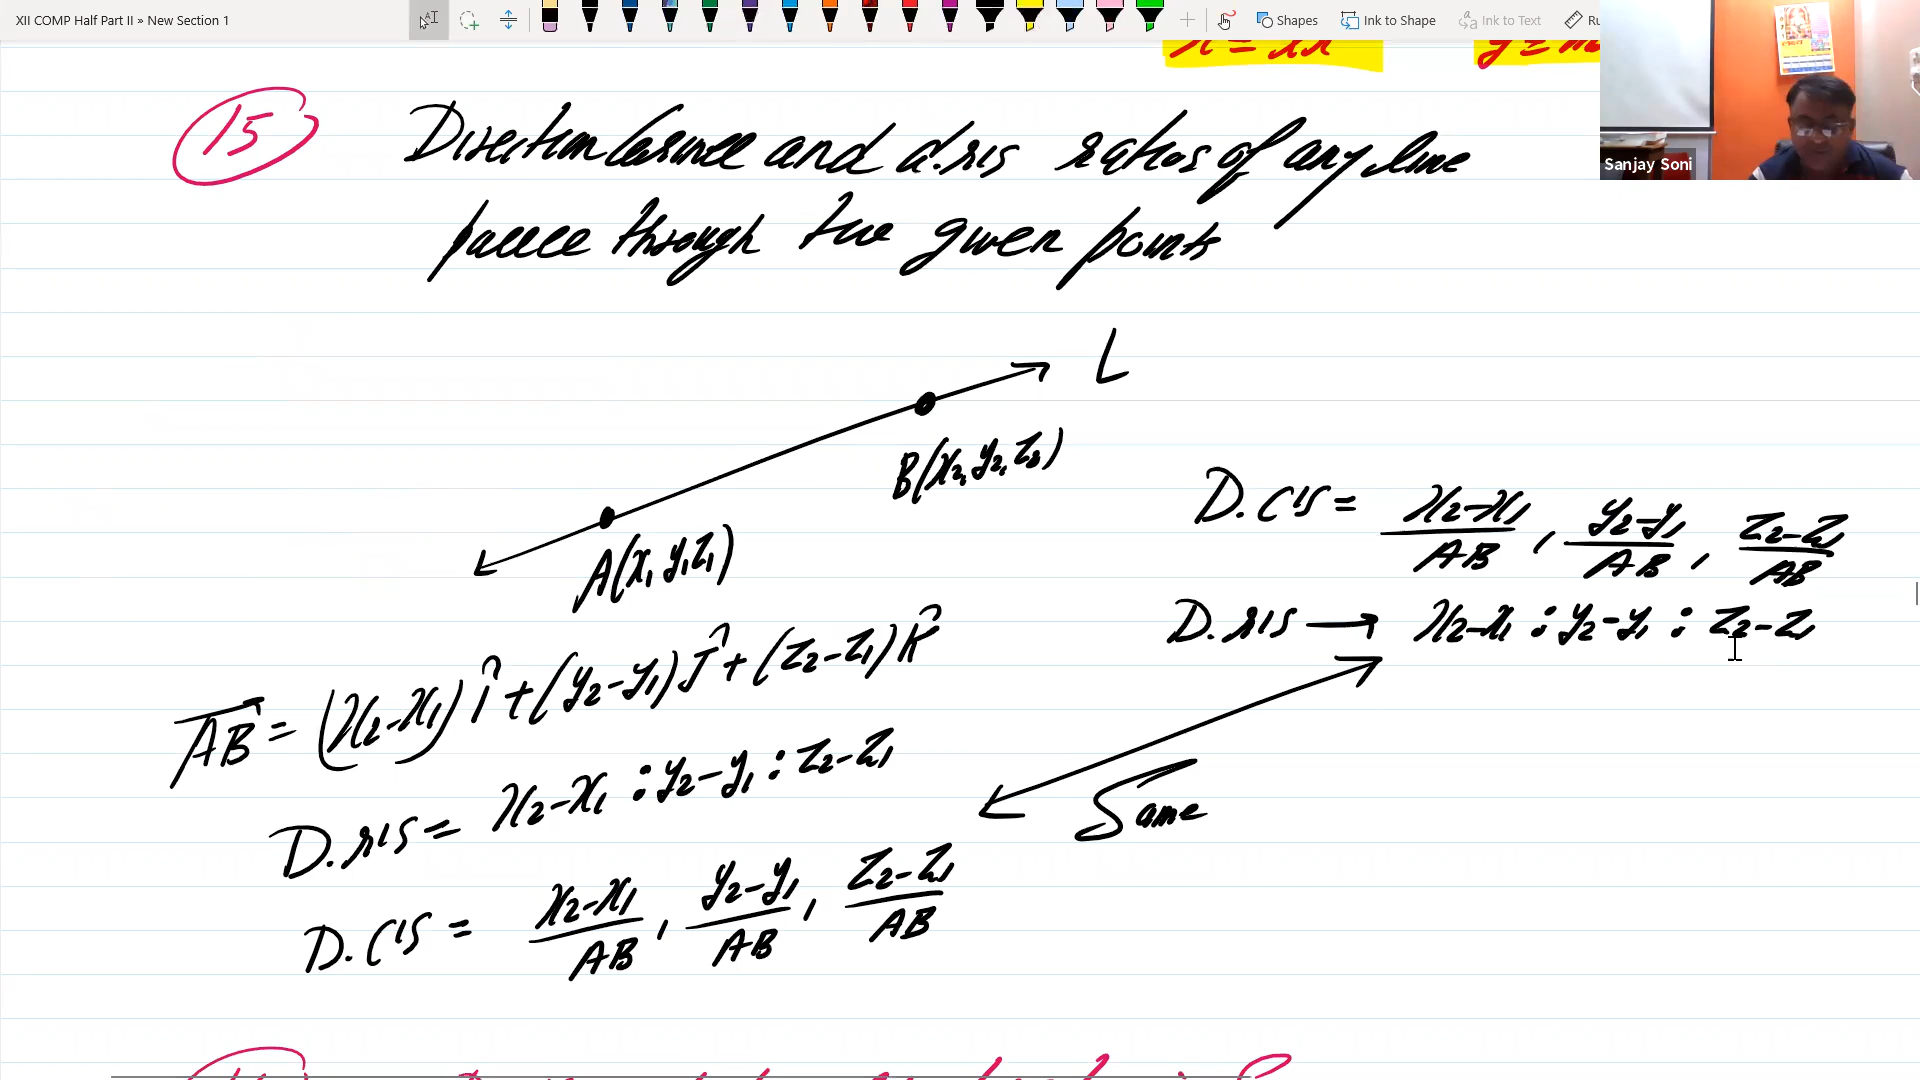 XII COMP Half Part II » New Section 1
Shapes Ink to Shape Ink to Text Ru
Sanjay Soni
15 Direction Cosines and d.r's ratios of any line
passes through two given points
L
B(x₂, y₂, z₂)
A(x₁ y₁ z₁)
D.C's = x₂-x₁/AB , y₂-y₁/AB , z₂-z₁/AB
D.r's → x₂-x₁ : y₂-y₁ : z₂-z₁
AB = (x₂-x₁)î + (y₂-y₁)ĵ + (z₂-z₁)k̂
D.r's = x₂-x₁ : y₂-y₁ : z₂-z₁
Same
D.C's = x₂-x₁/AB , y₂-y₁/AB , z₂-z₁/AB